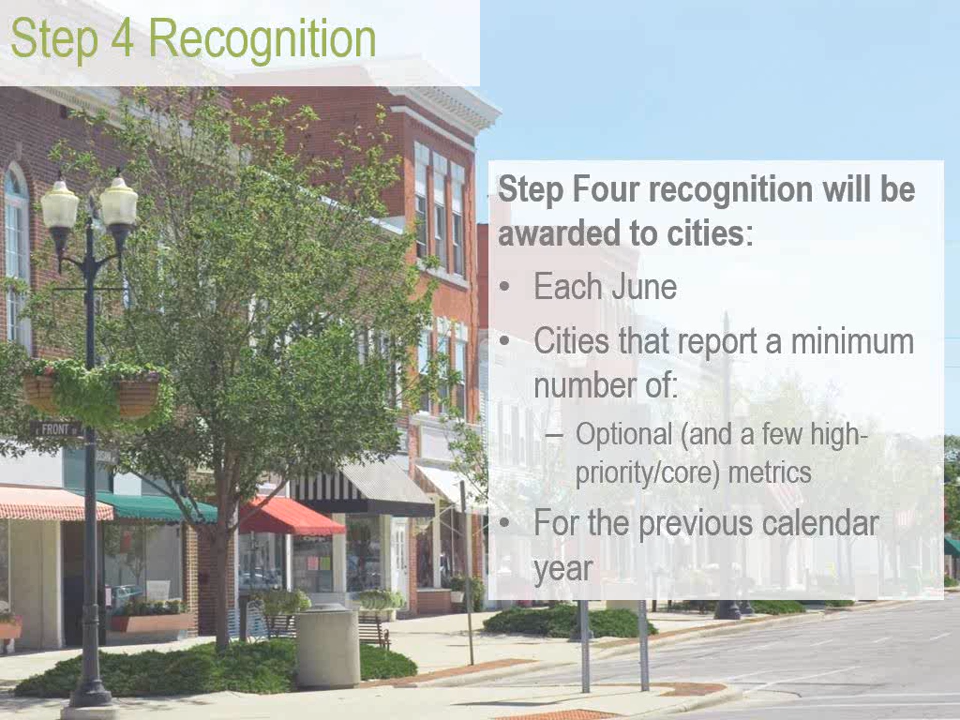 Step 4 Recognition
Step Four recognition will be
awarded to cities:
• Each June
• Cities that report a minimum
number of:
– Optional (and a few high-
priority/core) metrics
• For the previous calendar
year
FRONT